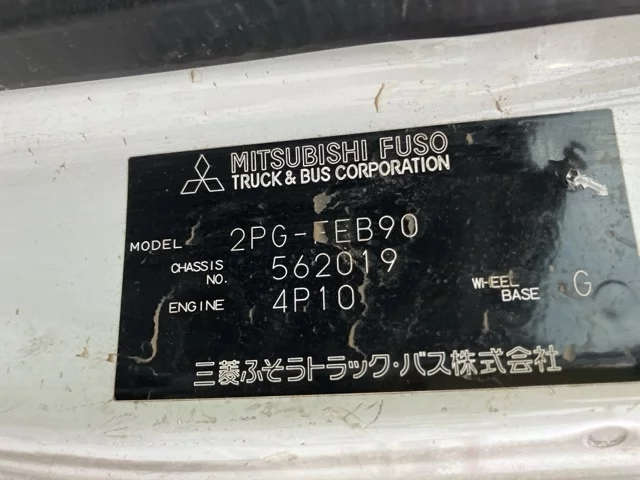 MITSUBISHI FUSO
TRUCK & BUS CORPORATION
MODEL 2PG-FEB90
CHASSIS NO. 562019
ENGINE 4P10 WHEEL BASE G
三菱ふそうトラック・バス株式会社